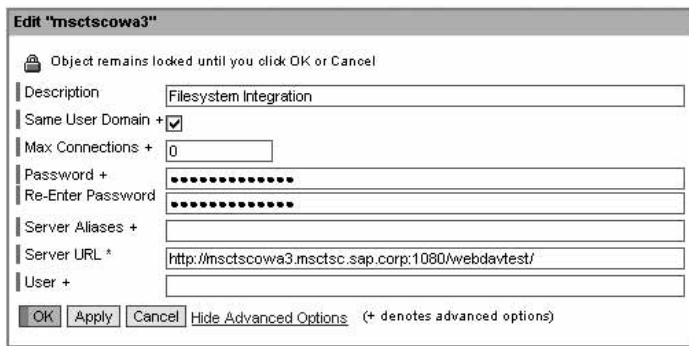 Edit "msctscowa3"
Object remains locked until you click OK or Cancel
Description Filesystem Integration
Same User Domain +
Max Connections + 0
Password + •••••••••••••
Re-Enter Password •••••••••••••
Server Aliases +
Server URL * http://msctscowa3.msctsc.sap.corp:1080/webdavtest/
User +
OK Apply Cancel Hide Advanced Options (+ denotes advanced options)